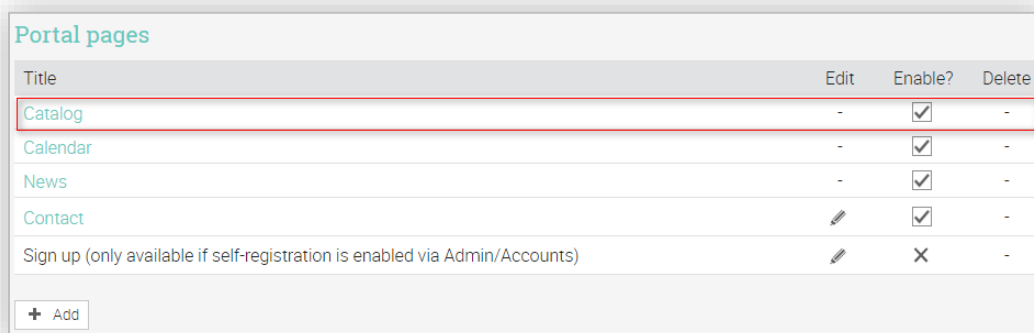 Portal pages
Title Edit Enable? Delete
Catalog - -
Calendar - -
News - -
Contact -
Sign up (only available if self-registration is enabled via Admin/Accounts) -
+ Add